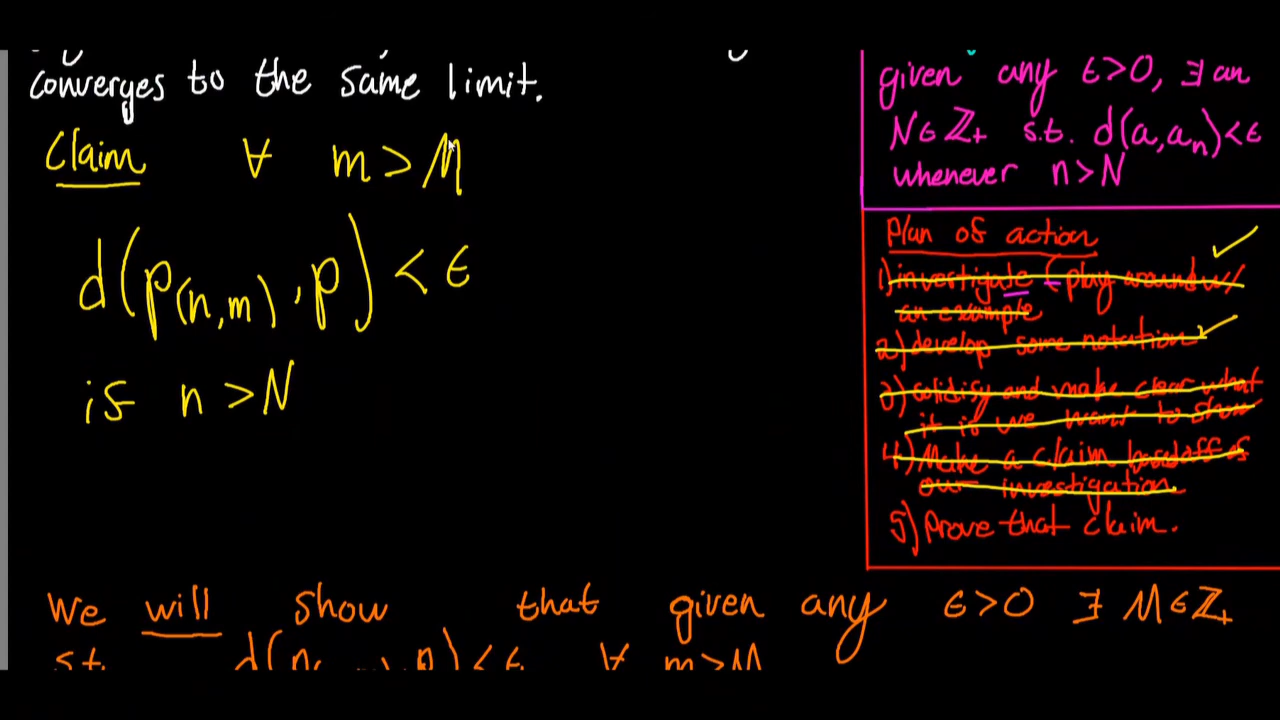 converges to the same limit.
Claim ∀ m > M
d(p(n,m), p) < ϵ
is n > N
given any ϵ>0, ∃ an
N∈ℤ+ s.t. d(a,an)<ϵ
whenever n>N
Plan of action
1) investigate (play around w/
an example
2) develop some notation
3) solidify and make clear what
it is we want to show
4) Make a claim based off of
our investigation.
5) Prove that claim.
We will show that given any ϵ>0 ∃ M∈ℤ+
s.t. ∀ m>M